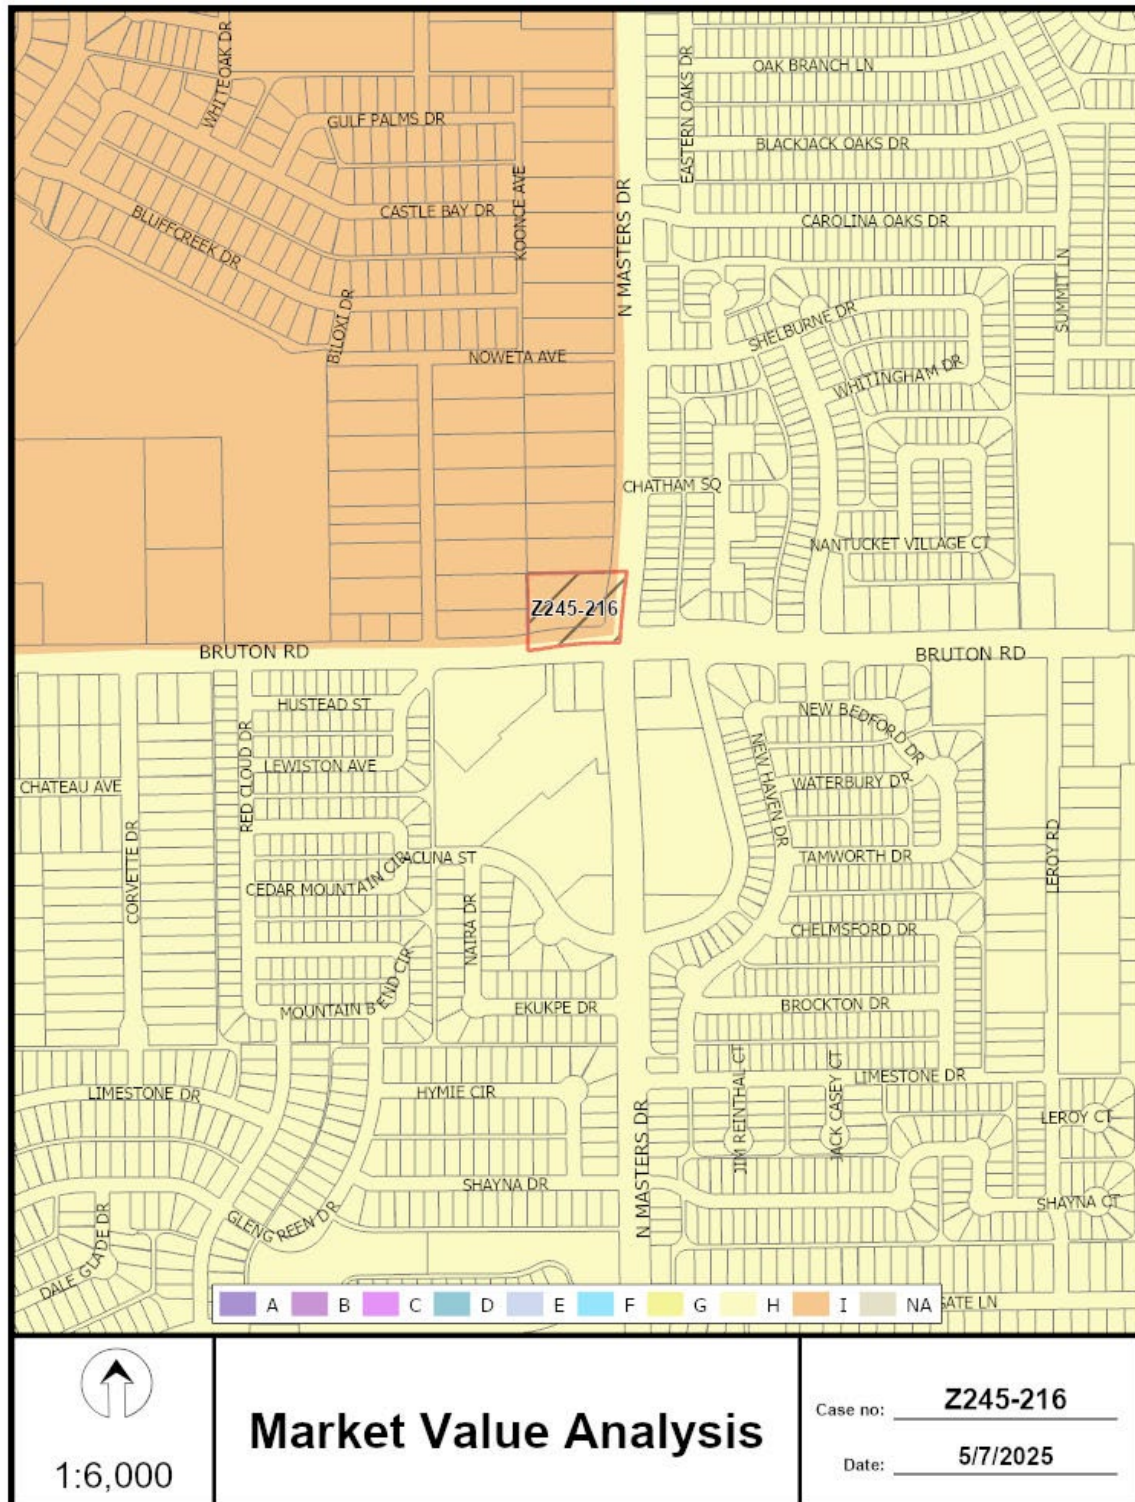 WHITEOAK DR
EASTERN OAKS DR
OAK BRANCH LN
GULF PALMS DR
BLACKJACK OAKS DR
KOONCE AVE
N MASTERS DR
CASTLE BAY DR
CAROLINA OAKS DR
BLUFFCREEK DR
SUMMIT LN
BILOXI DR
SHELBURNE DR
NOWETA AVE
WHITINGHAM DR
CHATHAM SQ
NANTUCKET VILLAGE CT
Z245-216
BRUTON RD
BRUTON RD
HUSTEAD ST
NEW BEDFORD DR
RED CLOUD DR
LEWISTON AVE
NEW HAVEN DR
CHATEAU AVE
WATERBURY DR
CORVETTE DR
ACUNA ST
TAMWORTH DR
LEROY RD
CEDAR MOUNTAIN CIR
NAIRA DR
CHELMSFORD DR
MOUNTAIN BEND CIR
EKUKPE DR
BROCKTON DR
LIMESTONE DR
HYMIE CIR
JIM REINTHAL CT
JACK CASEY CT
LIMESTONE DR
N MASTERS DR
LEROY CT
SHAYNA DR
SHAYNA CT
GLENGREEN DR
DALE GLADE DR
A B C D E F G H I NA
GATE LN
1:6,000
Market Value Analysis
Case no: Z245-216
Date: 5/7/2025